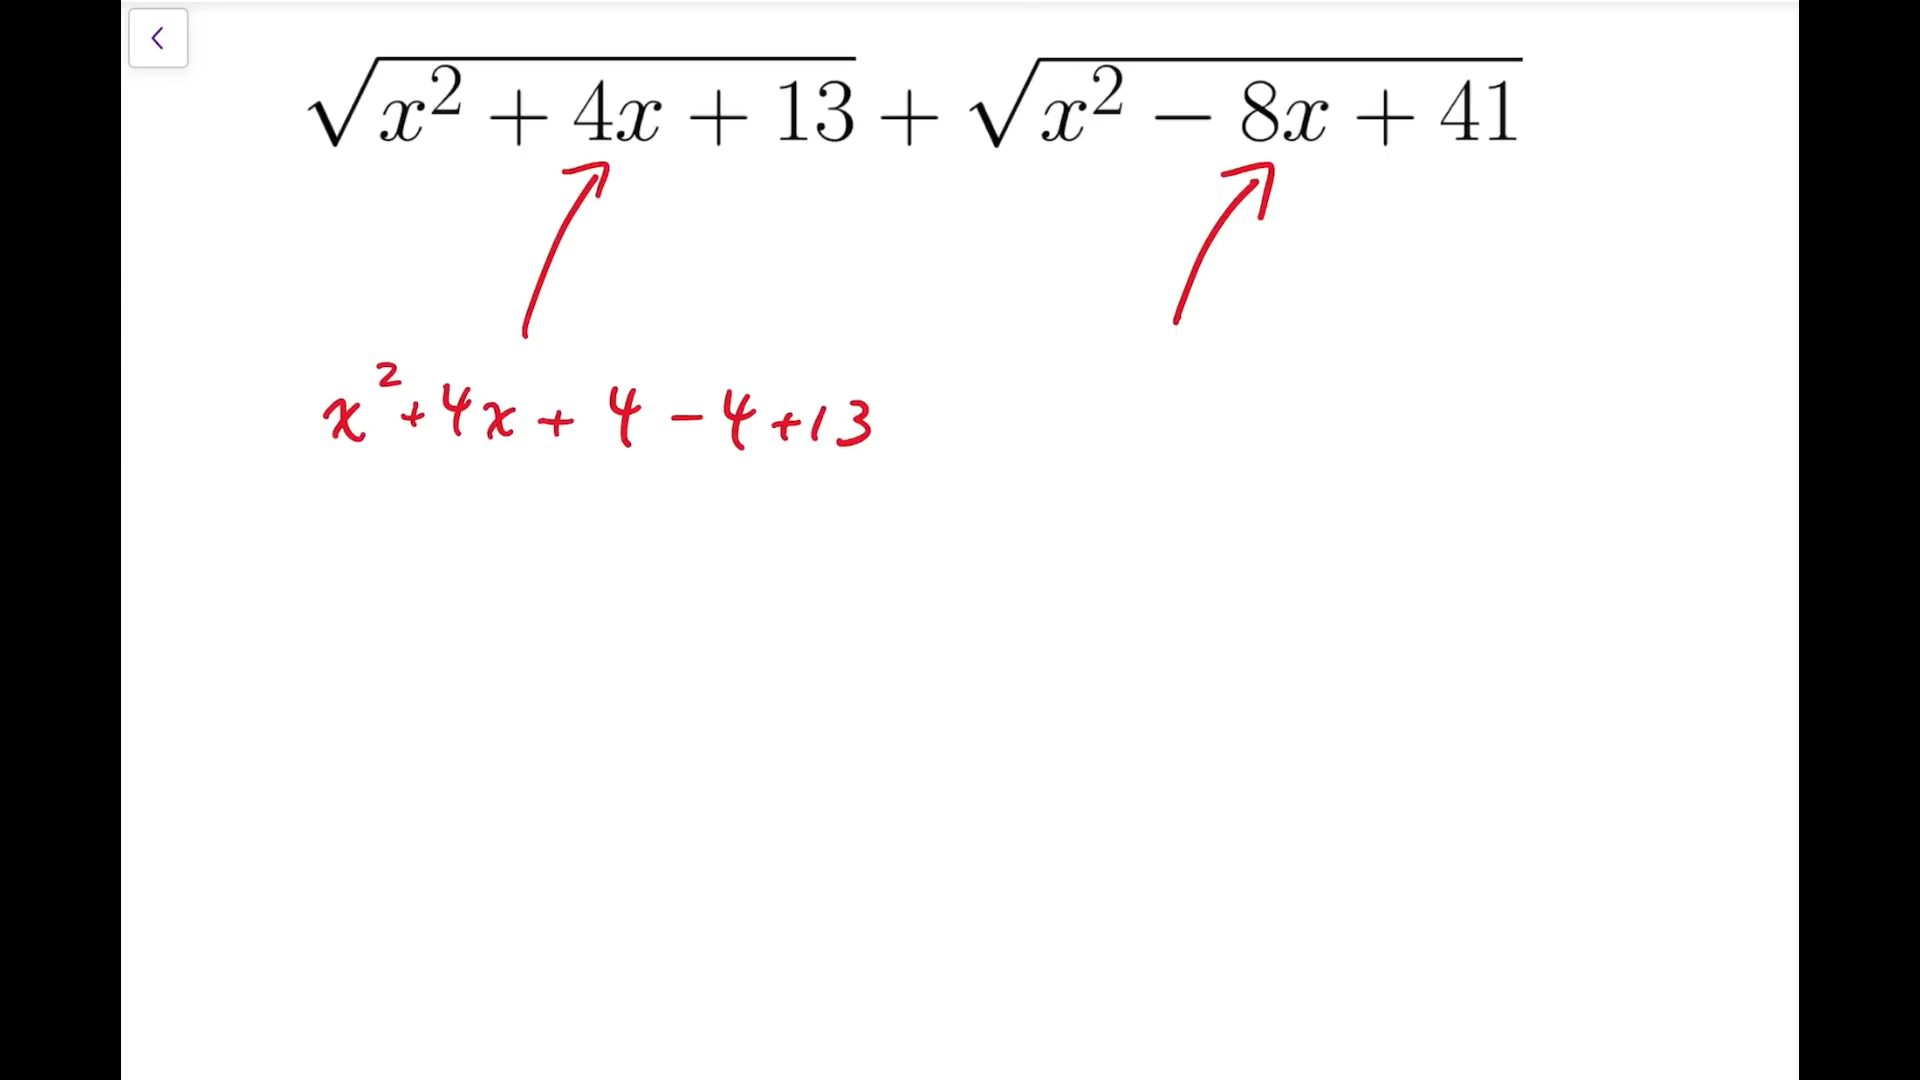 √(x² + 4x + 13) + √(x² − 8x + 41)
x² + 4x + 4 − 4 + 13